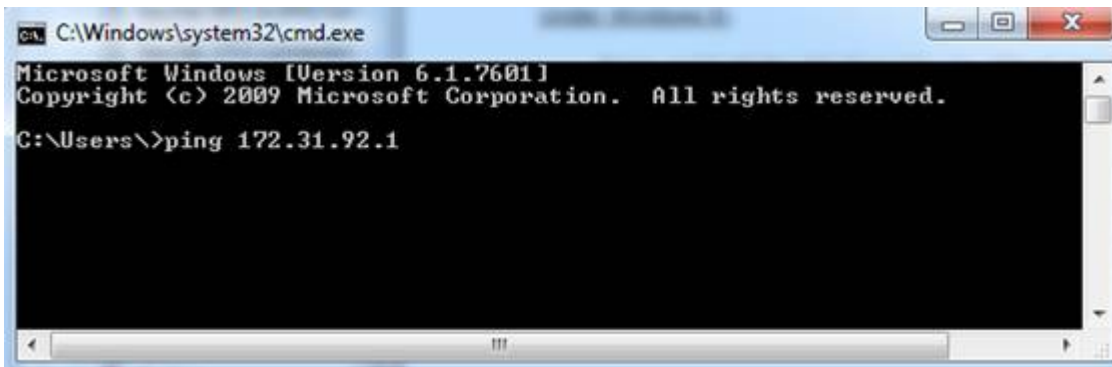 C:\Windows\system32\cmd.exe
Microsoft Windows [Version 6.1.7601]
Copyright (c) 2009 Microsoft Corporation.  All rights reserved.
C:\Users\>ping 172.31.92.1